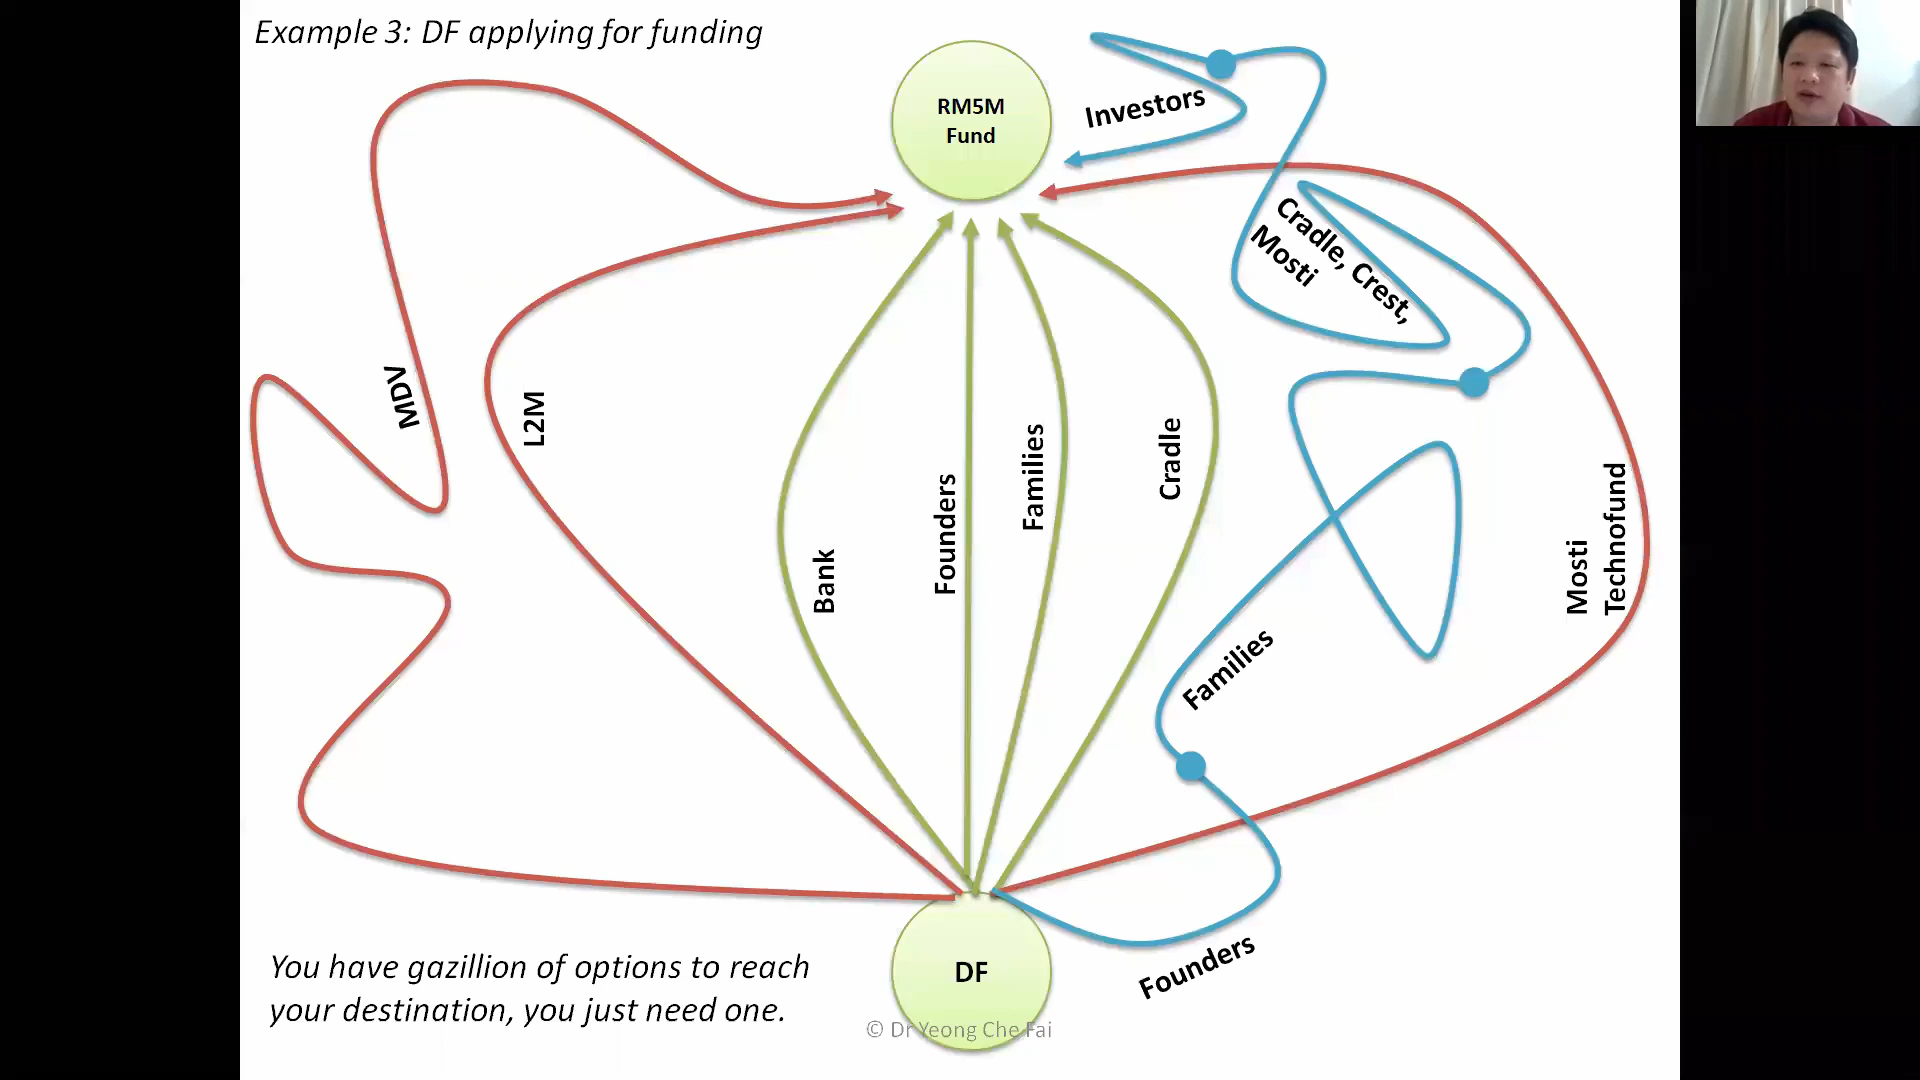 Example 3: DF applying for funding
RM5M
Fund
Investors
Cradle, Crest,
Mosti
MDV
L2M
Bank
Founders
Families
Cradle
Mosti
Technofund
Families
Founders
DF
You have gazillion of options to reach
your destination, you just need one.
© Dr Yeong Che Fai